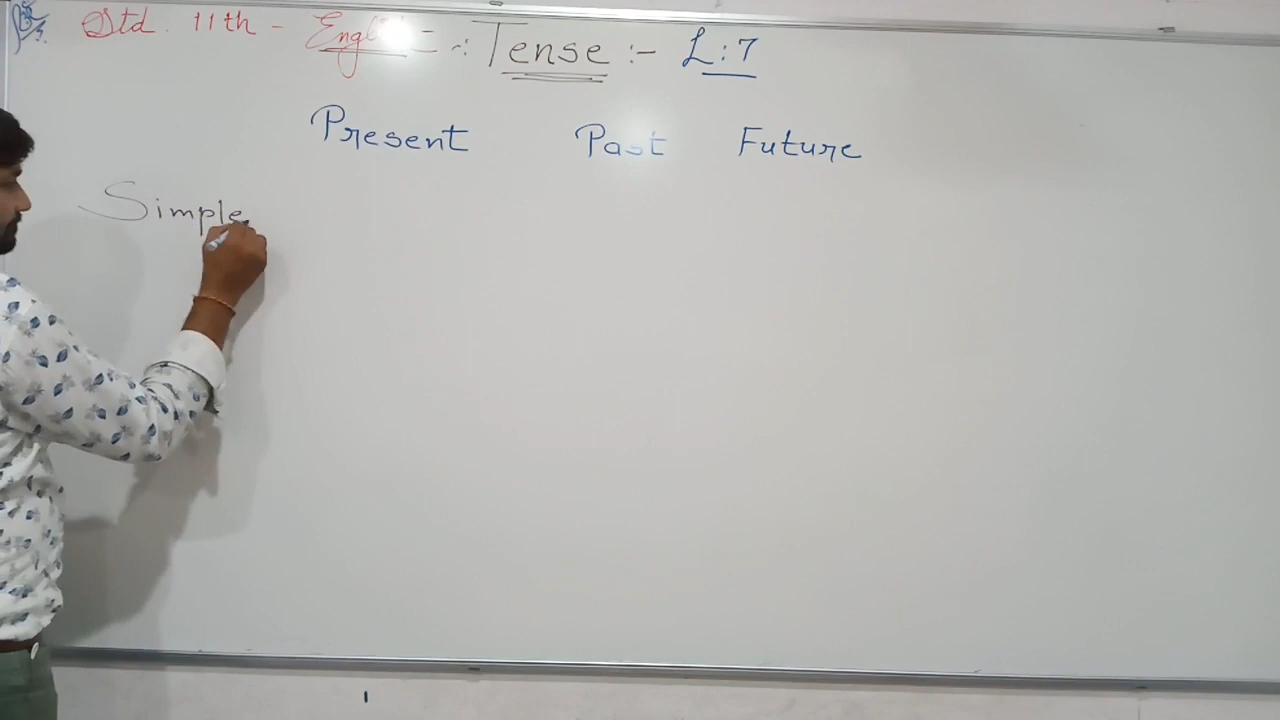 Std. 11th - English - :- Tense :- L:7
Present Past Future
Simple